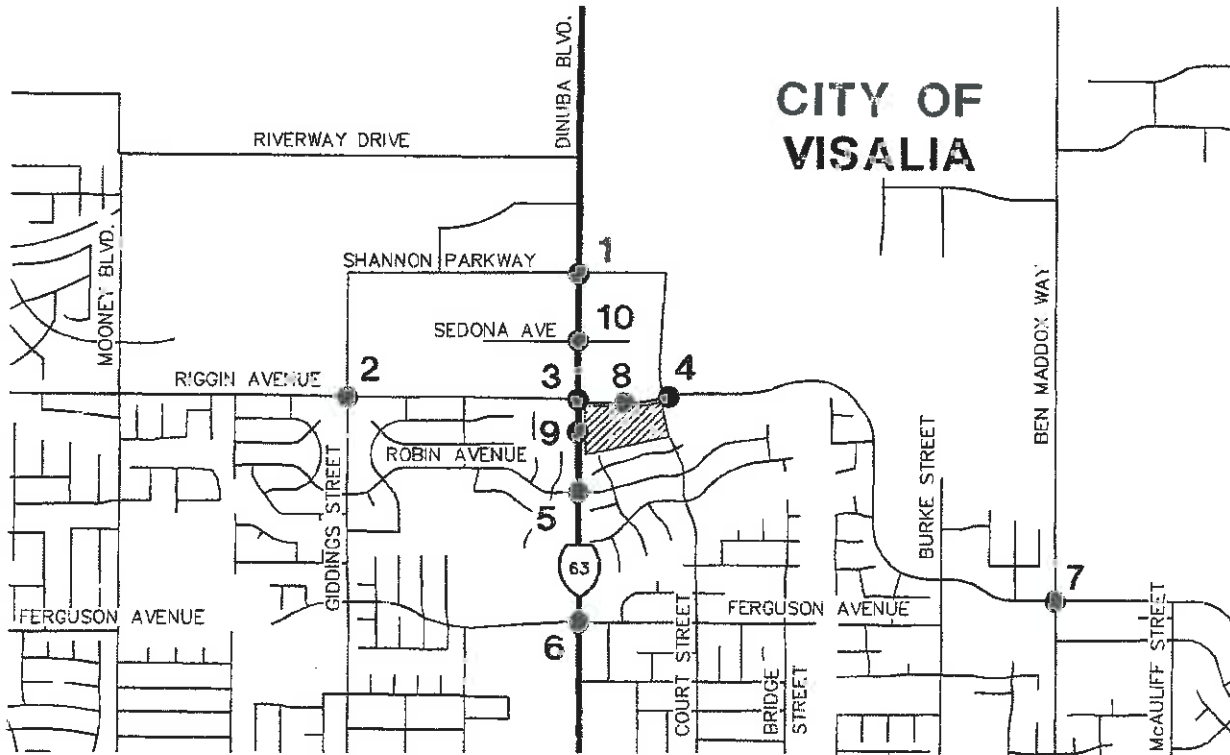 DINUBA BLVD.
CITY OF
VISALIA
RIVERWAY DRIVE
MOONEY BLVD.
SHANNON PARKWAY
1
SEDONA AVE
10
BEN MADDOX WAY
RIGGIN AVENUE
2
3
8
4
9
ROBIN AVENUE
GIDDINGS STREET
5
BURKE STREET
63
FERGUSON AVENUE
6
FERGUSON AVENUE
7
COURT STREET
BRIDGE
STREET
McAULIFF STREET